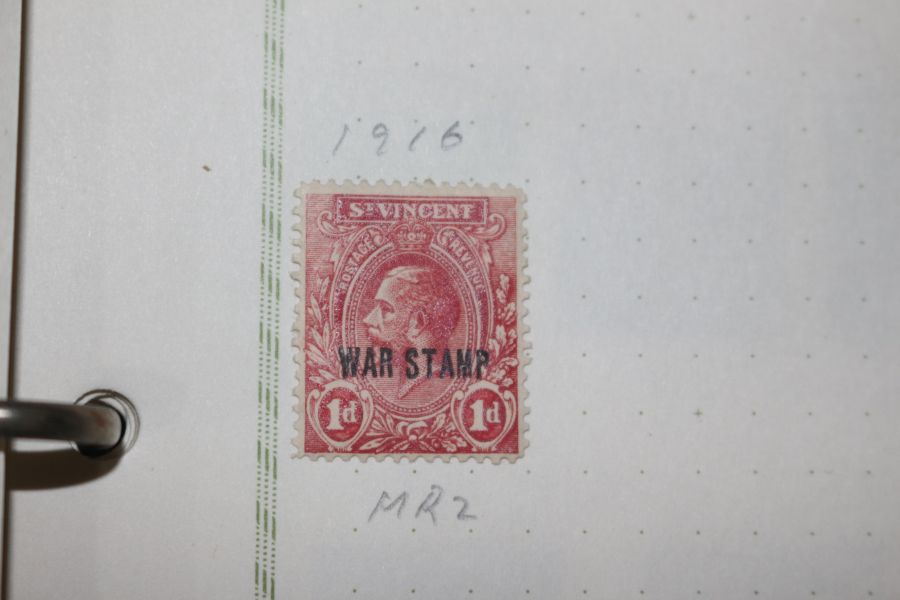 1916
ST VINCENT
POSTAGE REVENUE
WAR STAMP
1d 1d
MR2